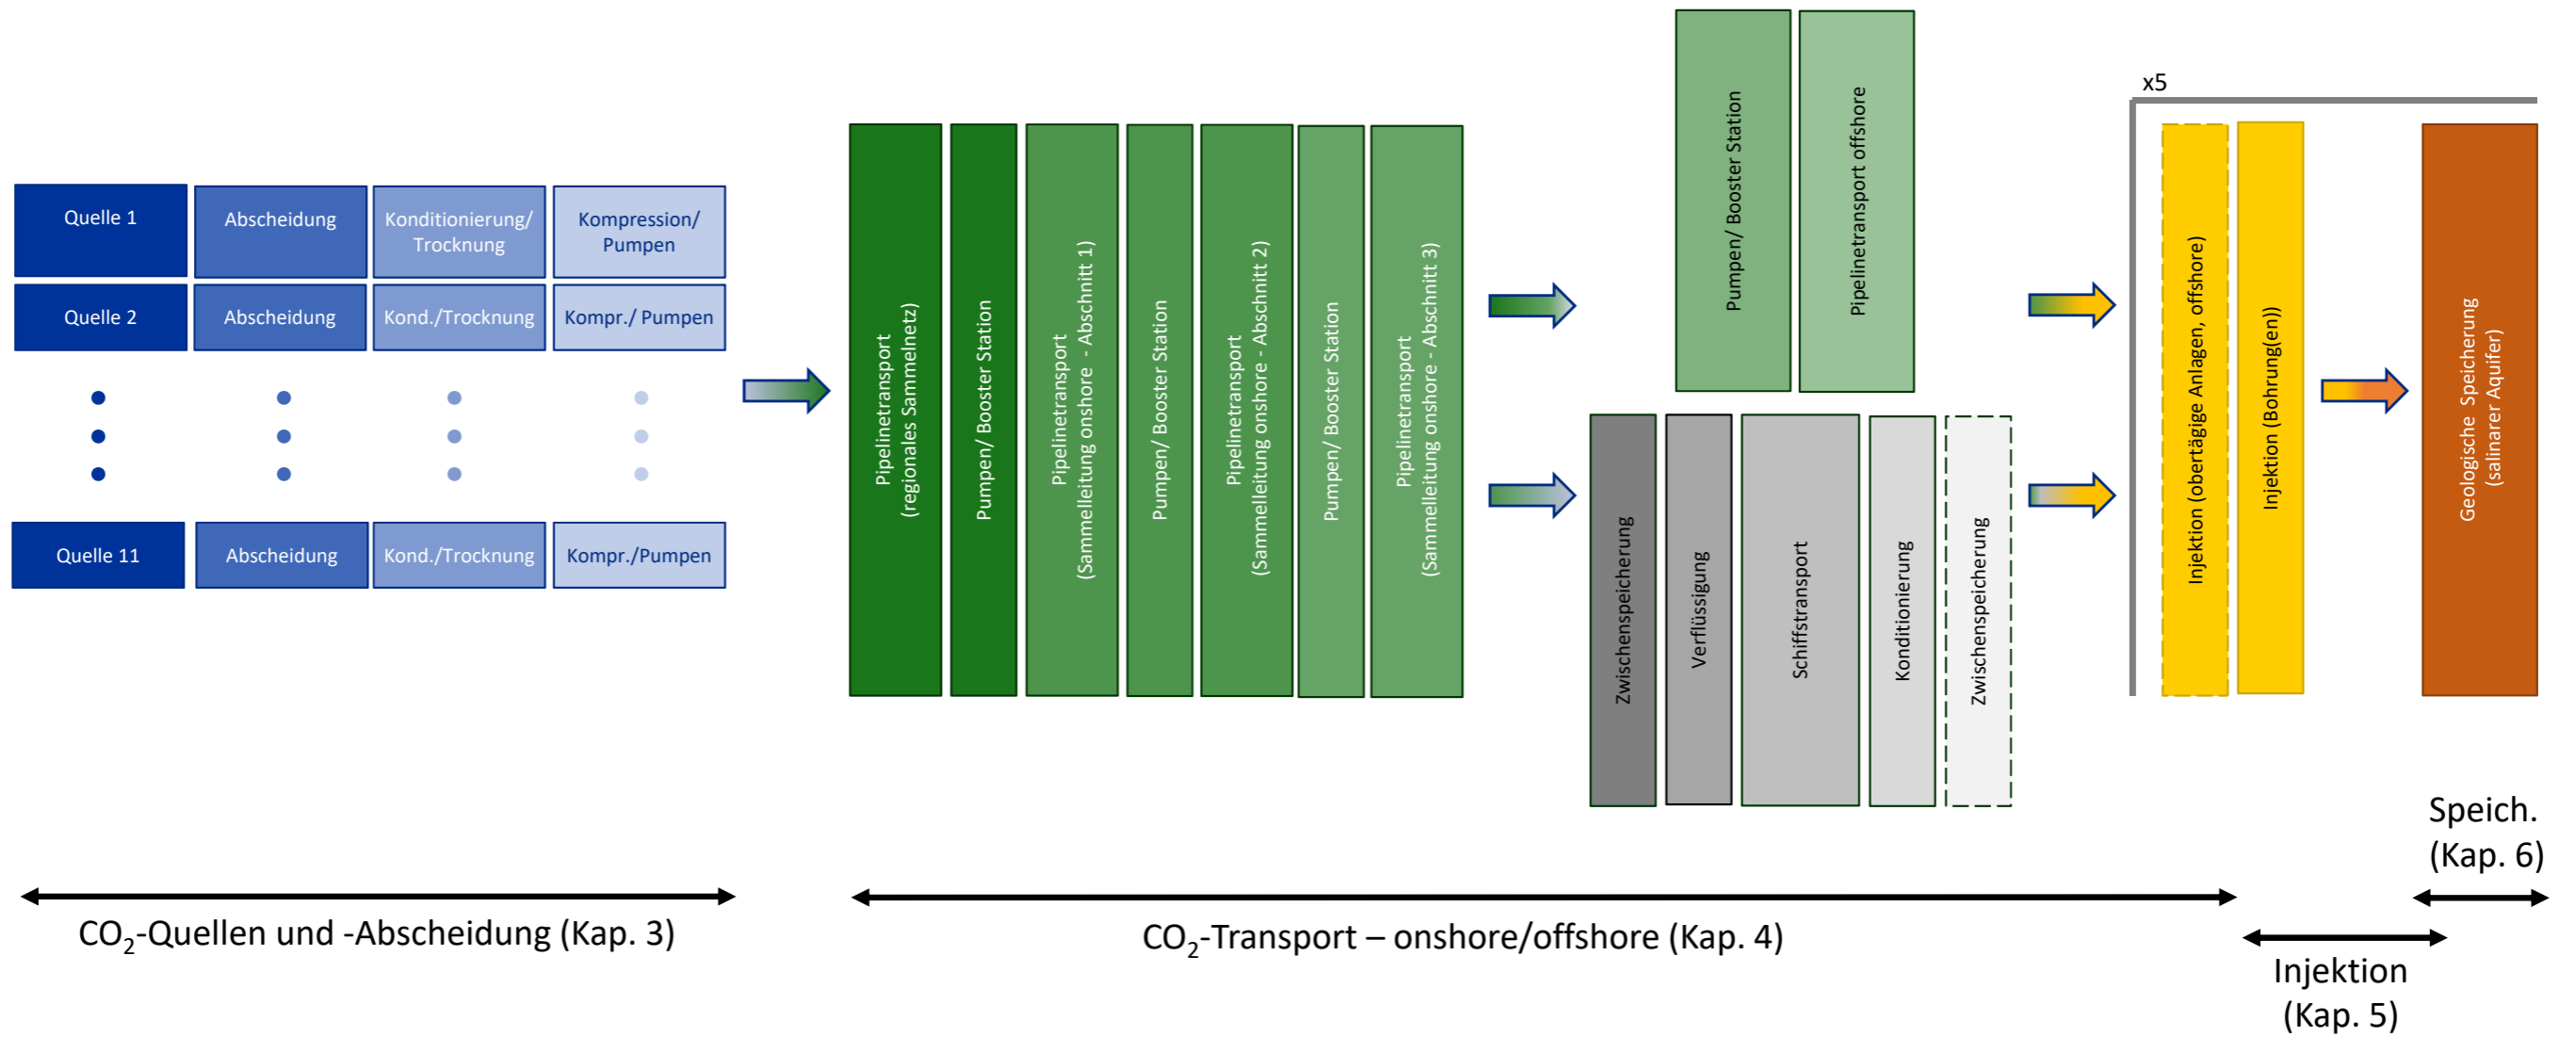 Quelle 1
Abscheidung
Konditionierung/
Trocknung
Kompression/
Pumpen
Quelle 2
Abscheidung
Kond./Trocknung
Kompr./ Pumpen
Quelle 11
Abscheidung
Kond./Trocknung
Kompr./Pumpen
Pipelinetransport
(regionales Sammelnetz)
Pumpen/ Booster Station
Pipelinetransport
(Sammelleitung onshore - Abschnitt 1)
Pumpen/ Booster Station
Pipelinetransport
(Sammelleitung onshore - Abschnitt 2)
Pumpen/ Booster Station
Pipelinetransport
(Sammelleitung onshore - Abschnitt 3)
Pumpen/ Booster Station
Pipelinetransport offshore
Zwischenspeicherung
Verflüssigung
Schiffstransport
Konditionierung
Zwischenspeicherung
x5
Injektion (obertägige Anlagen, offshore)
Injektion (Bohrung(en))
Geologische Speicherung
(salinarer Aquifer)
CO₂-Quellen und -Abscheidung (Kap. 3)
CO₂-Transport – onshore/offshore (Kap. 4)
Injektion
(Kap. 5)
Speich.
(Kap. 6)